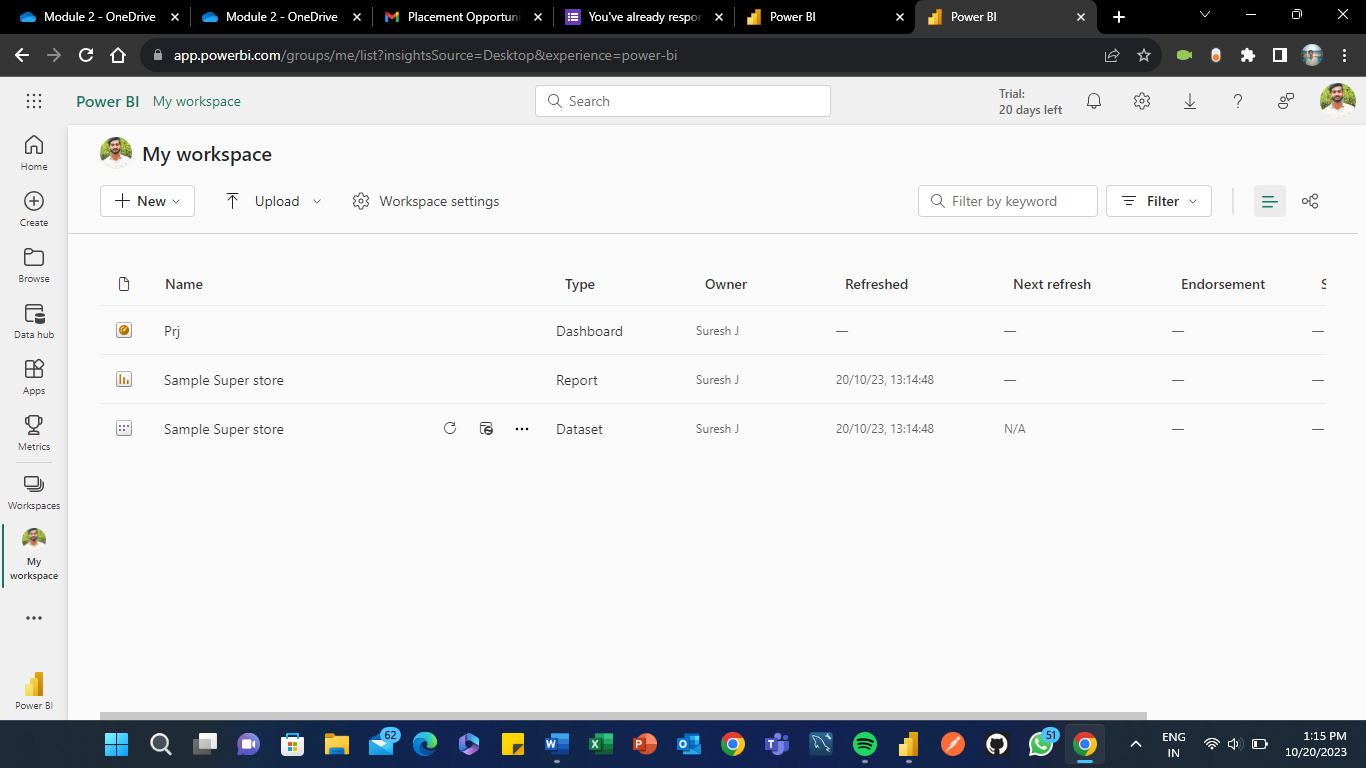 Module 2 - OneDrive
Module 2 - OneDrive
Placement Opportuni
You've already respon
Power BI
Power BI
app.powerbi.com/groups/me/list?insightsSource=Desktop&experience=power-bi
Power BI My workspace
Search
Trial:
20 days left
Home
Create
Browse
Data hub
Apps
Metrics
Workspaces
My
workspace
Power BI
My workspace
New
Upload
Workspace settings
Filter by keyword
Filter
Name Type Owner Refreshed Next refresh Endorsement S
Prj Dashboard Suresh J — — — —
Sample Super store Report Suresh J 20/10/23, 13:14:48 — — —
Sample Super store Dataset Suresh J 20/10/23, 13:14:48 N/A — —
62
51
ENG
IN
1:15 PM
10/20/2023